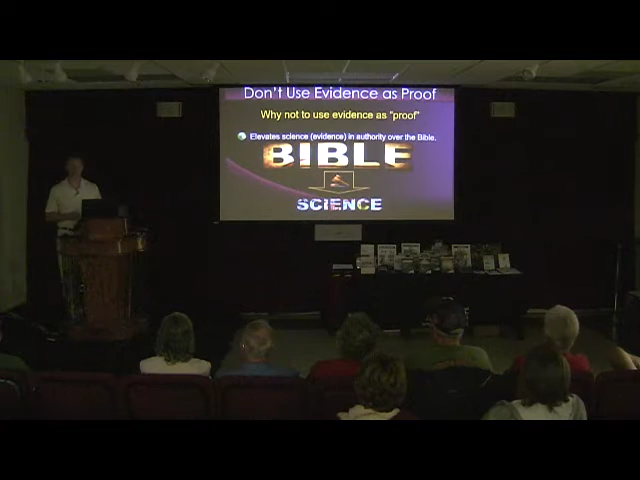 Don't Use Evidence as Proof
Why not to use evidence as "proof"
Elevates science (evidence) in authority over the Bible.
BIBLE
SCIENCE